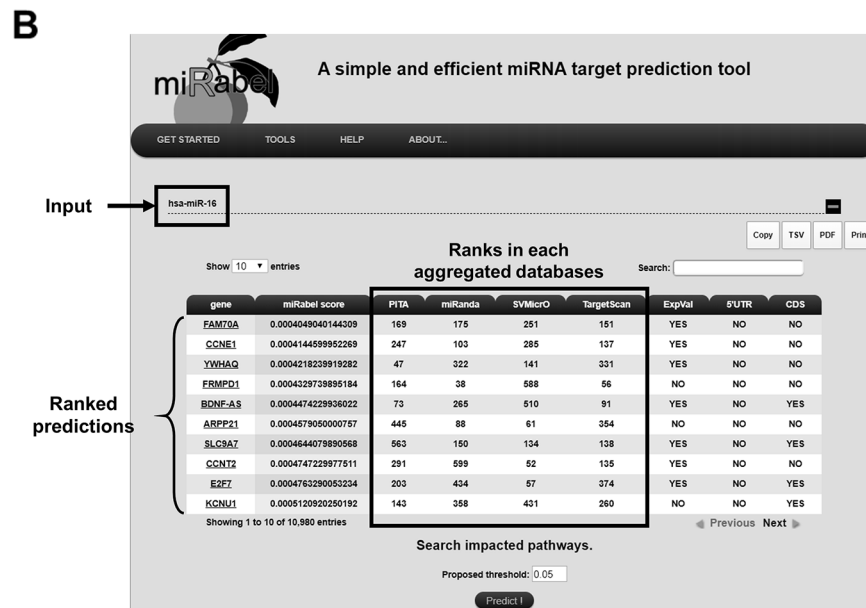 B
miRabel
A simple and efficient miRNA target prediction tool
GET STARTED TOOLS HELP ABOUT...
Input
hsa-miR-16
Copy TSV PDF Prin
Ranks in each
aggregated databases
Show 10 entries
Search:
gene miRabel score PITA miRanda SVMicrO TargetScan ExpVal 5'UTR CDS
FAM70A 0.0004049040144309 169 175 251 151 YES NO NO
CCNE1 0.0004144599952269 247 103 285 137 YES NO NO
YWHAQ 0.0004218239919282 47 322 141 331 YES NO NO
FRMPD1 0.0004329739895184 164 38 588 56 NO NO NO
BDNF-AS 0.0004474229936022 73 265 510 91 YES NO YES
ARPP21 0.0004579050000757 445 88 61 354 NO NO NO
SLC9A7 0.0004644079890568 563 150 134 138 YES NO YES
CCNT2 0.0004747229977511 291 599 52 135 YES NO NO
E2F7 0.0004763290053234 203 434 57 374 YES NO YES
KCNU1 0.0005120920250192 143 358 431 260 NO NO YES
Ranked
predictions
Showing 1 to 10 of 10,980 entries
Previous Next
Search impacted pathways.
Proposed threshold: 0.05
Predict !